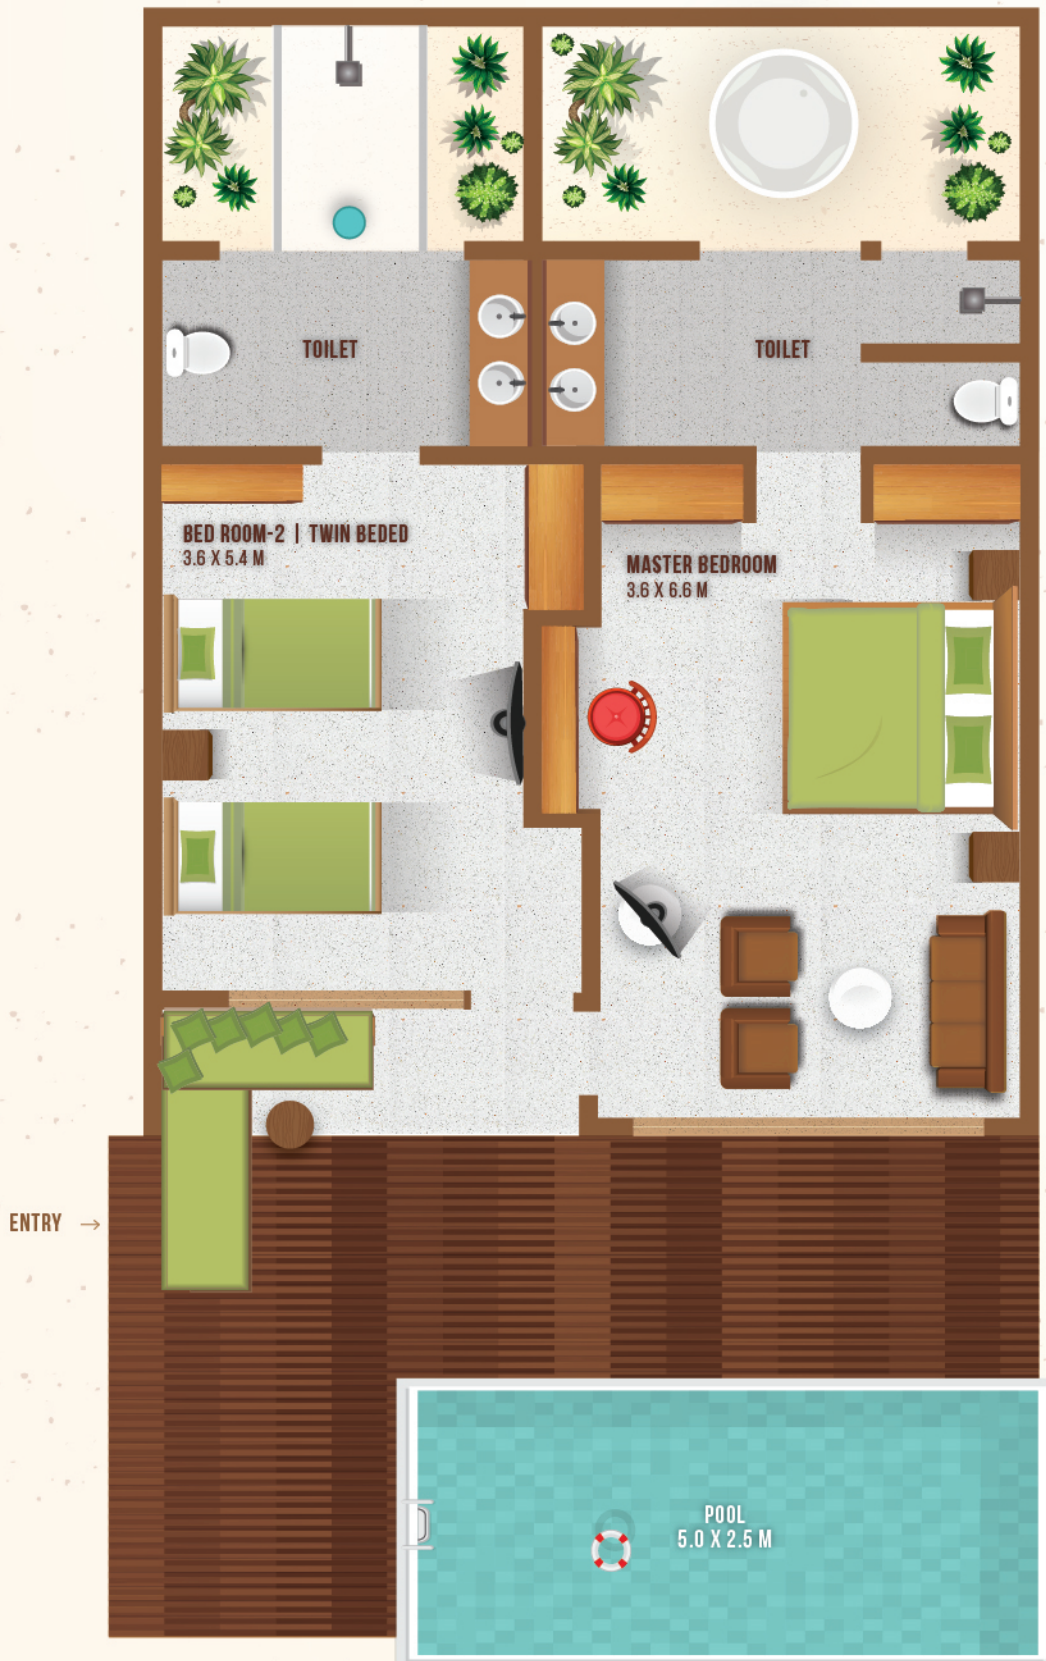 TOILET
TOILET
BED ROOM-2 | TWIN BEDED
3.6 X 5.4 M
MASTER BEDROOM
3.6 X 6.6 M
ENTRY →
POOL
5.0 X 2.5 M